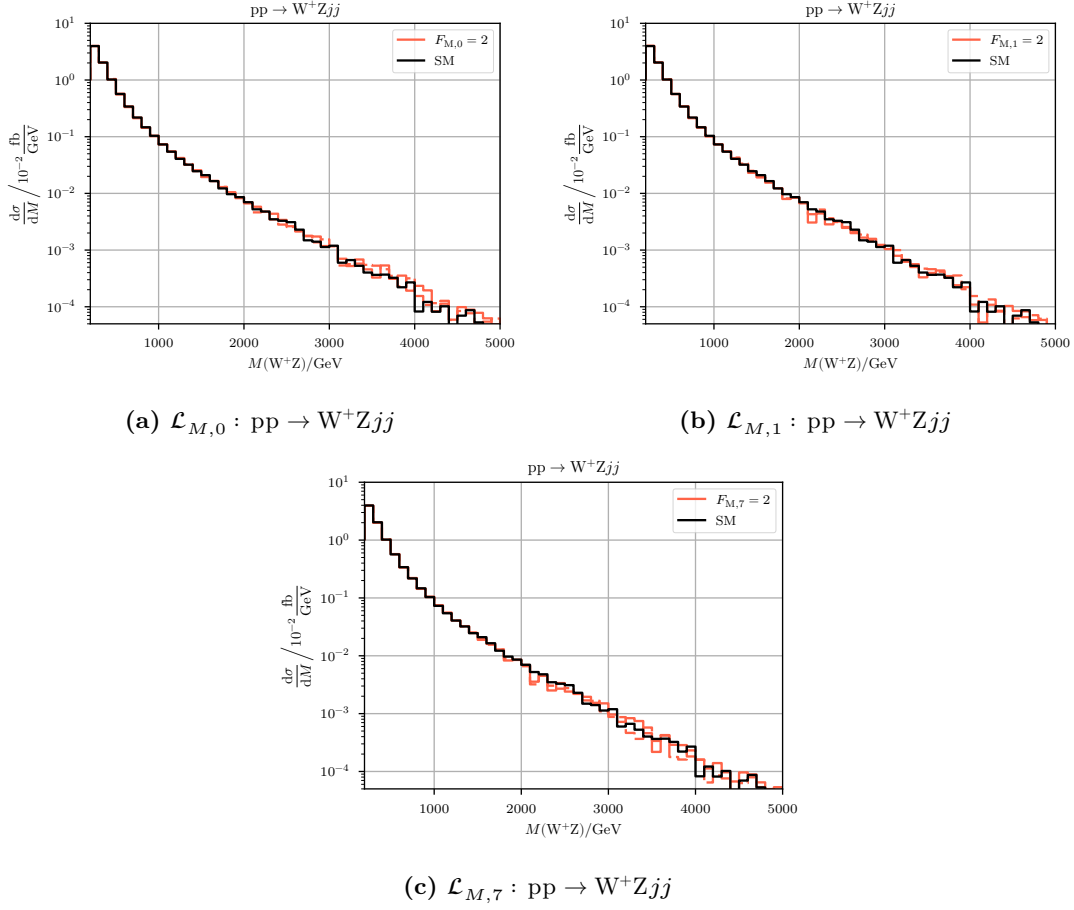 pp → W⁺Zjj
10¹
10⁰
10⁻¹
10⁻²
10⁻³
10⁻⁴
dσ/dM / 10⁻² fb/GeV
F_{M,0} = 2
SM
1000 2000 3000 4000 5000
M(W⁺Z)/GeV
(a) 𝓛_{M,0} : pp → W⁺Zjj
pp → W⁺Zjj
10¹
10⁰
10⁻¹
10⁻²
10⁻³
10⁻⁴
dσ/dM / 10⁻² fb/GeV
F_{M,1} = 2
SM
1000 2000 3000 4000 5000
M(W⁺Z)/GeV
(b) 𝓛_{M,1} : pp → W⁺Zjj
pp → W⁺Zjj
10¹
10⁰
10⁻¹
10⁻²
10⁻³
10⁻⁴
dσ/dM / 10⁻² fb/GeV
F_{M,7} = 2
SM
1000 2000 3000 4000 5000
M(W⁺Z)/GeV
(c) 𝓛_{M,7} : pp → W⁺Zjj